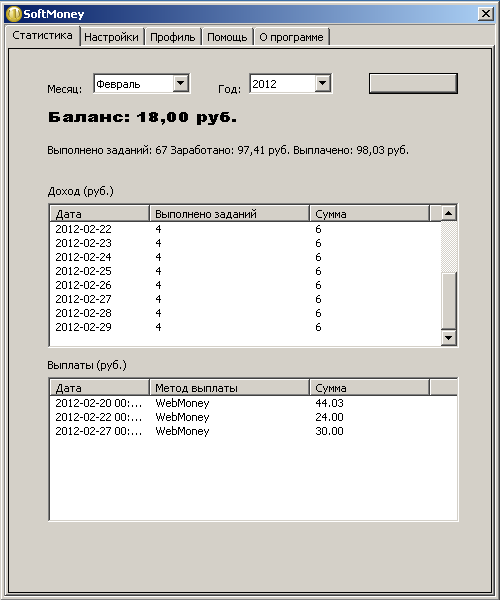 SoftMoney
Статистика Настройки Профиль Помощь О программе
Месяц: Февраль Год: 2012
Баланс: 18,00 руб.
Выполнено заданий: 67 Заработано: 97,41 руб. Выплачено: 98,03 руб.
Доход (руб.)
Дата Выполнено заданий Сумма
2012-02-22 4 6
2012-02-23 4 6
2012-02-24 4 6
2012-02-25 4 6
2012-02-26 4 6
2012-02-27 4 6
2012-02-28 4 6
2012-02-29 4 6
Выплаты (руб.)
Дата Метод выплаты Сумма
2012-02-20 00:... WebMoney 44.03
2012-02-22 00:... WebMoney 24.00
2012-02-27 00:... WebMoney 30.00